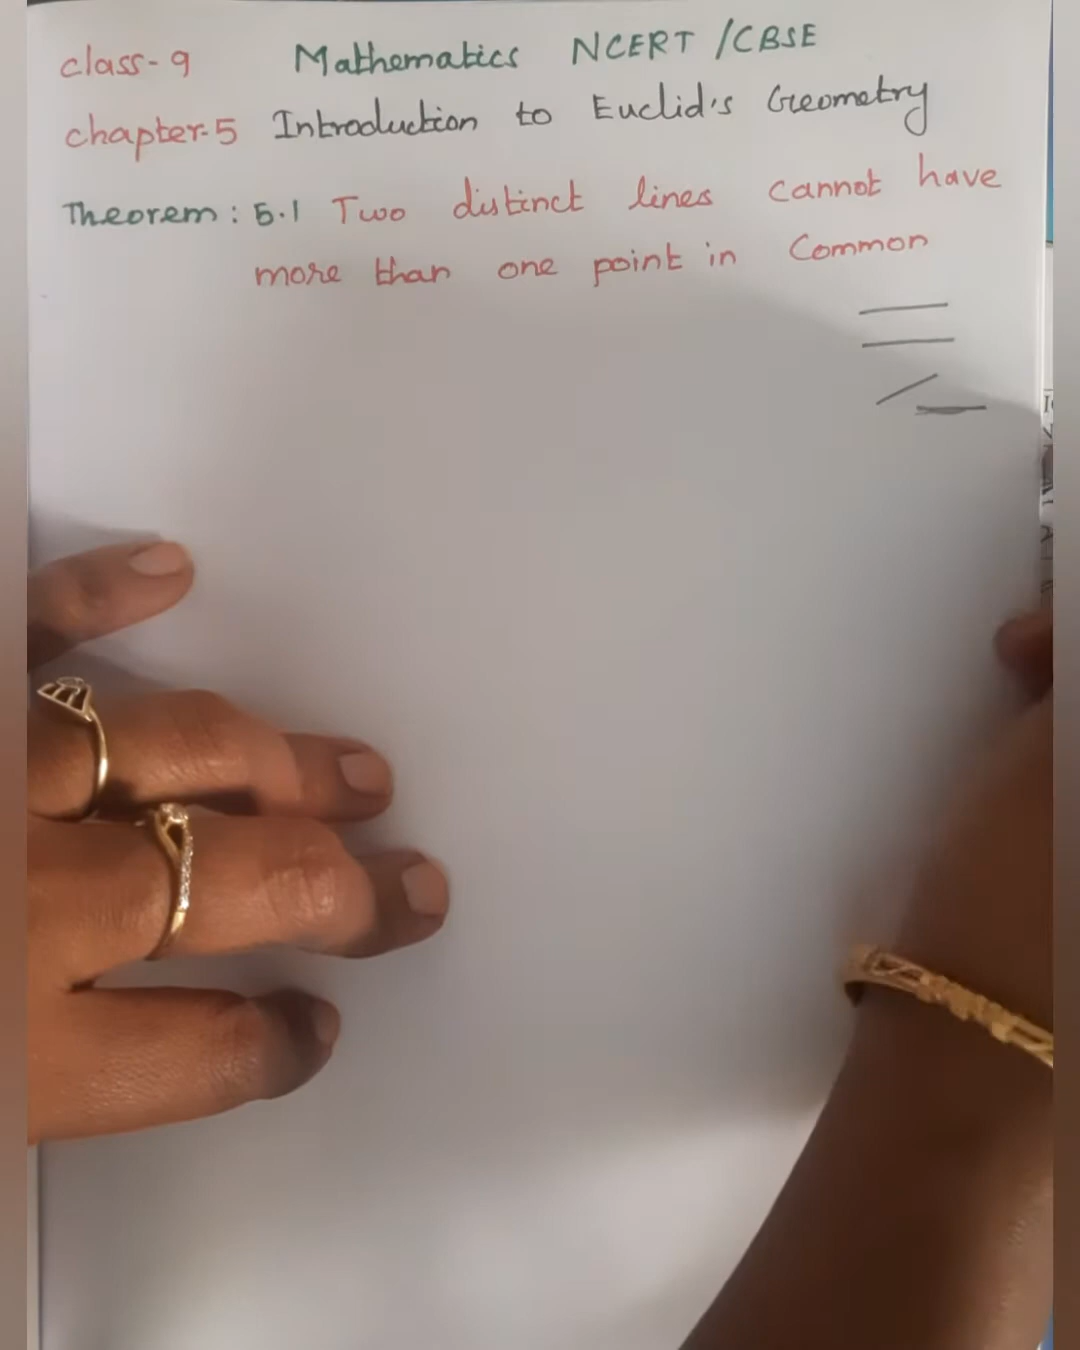 class-9 Mathematics NCERT /CBSE
chapter-5 Introduction to Euclid's Geometry
Theorem: 5.1 Two distinct lines cannot have
more than one point in Common